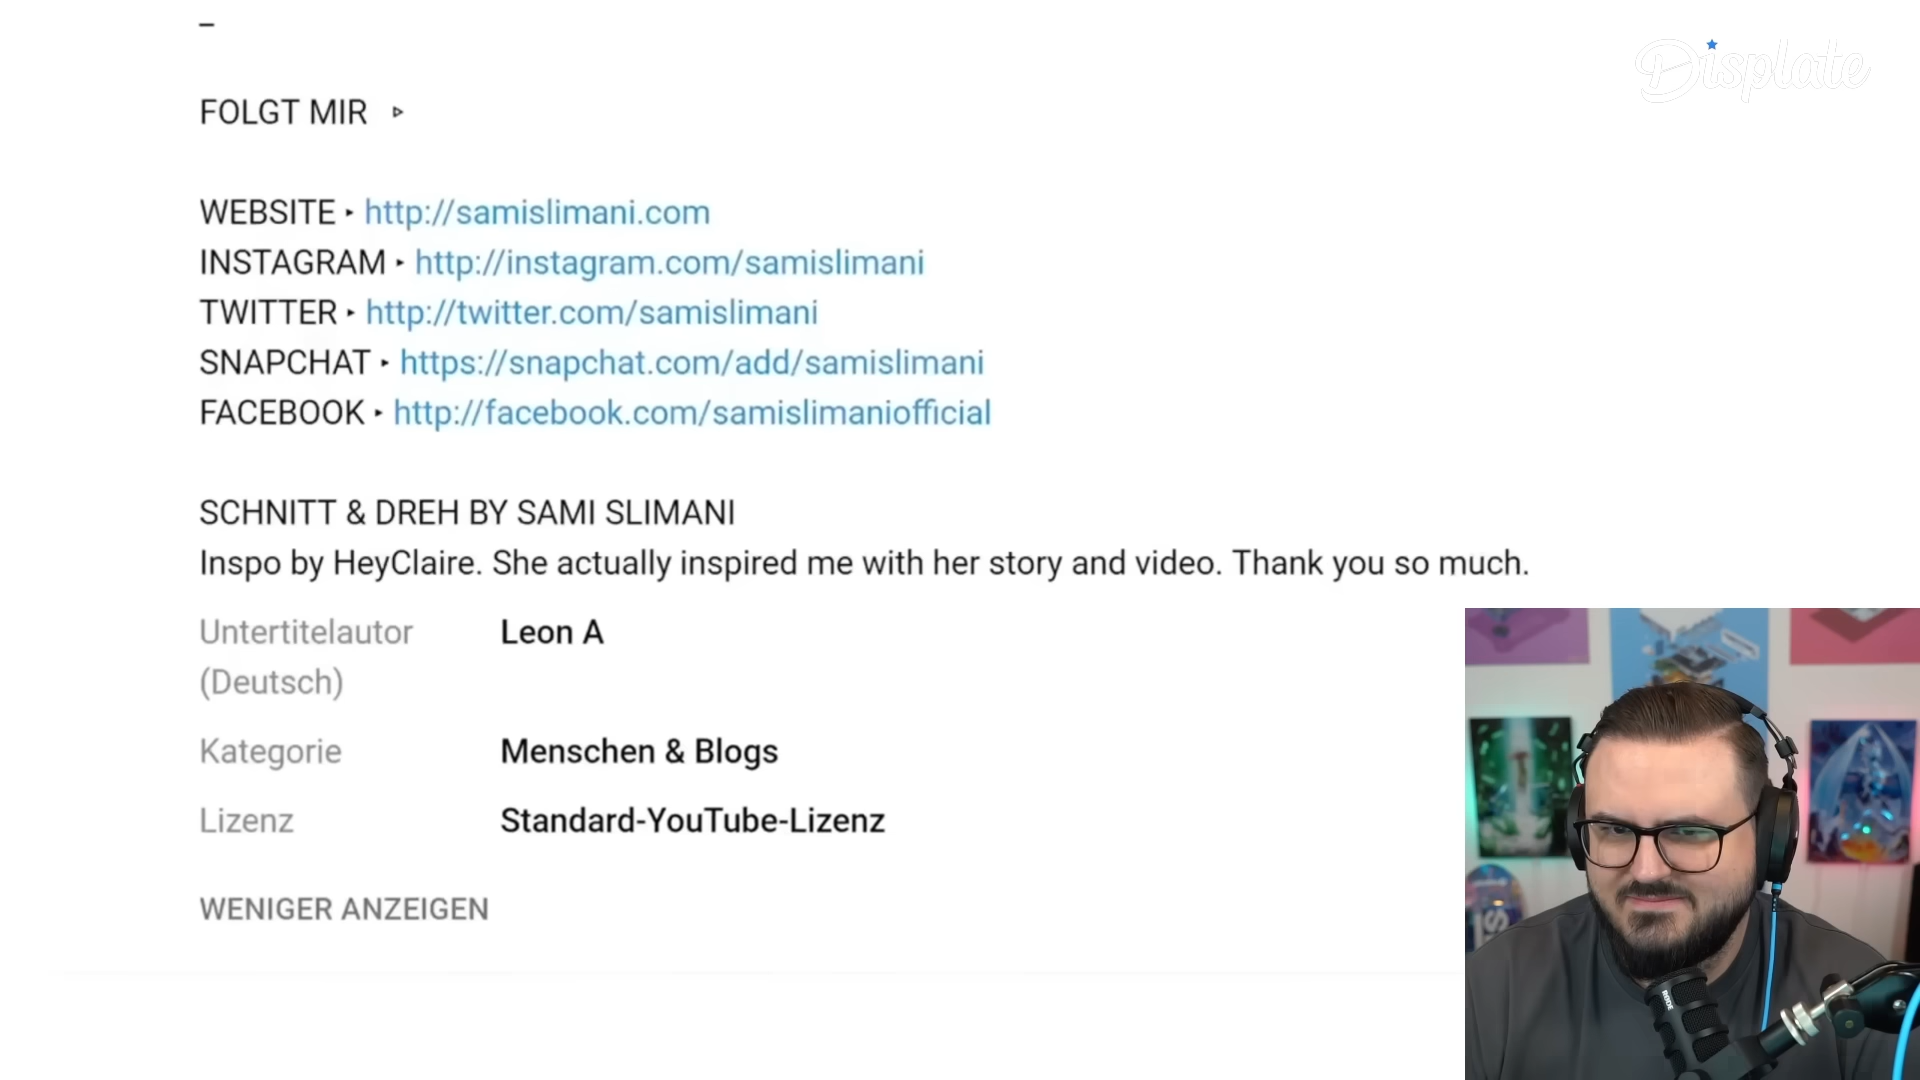 –
Displate
FOLGT MIR ▹
WEBSITE ‣ http://samislimani.com
INSTAGRAM ‣ http://instagram.com/samislimani
TWITTER ‣ http://twitter.com/samislimani
SNAPCHAT ‣ https://snapchat.com/add/samislimani
FACEBOOK ‣ http://facebook.com/samislimaniofficial
SCHNITT & DREH BY SAMI SLIMANI
Inspo by HeyClaire. She actually inspired me with her story and video. Thank you so much.
Untertitelautor Leon A
(Deutsch)
Kategorie Menschen & Blogs
Lizenz Standard-YouTube-Lizenz
WENIGER ANZEIGEN
RØDE